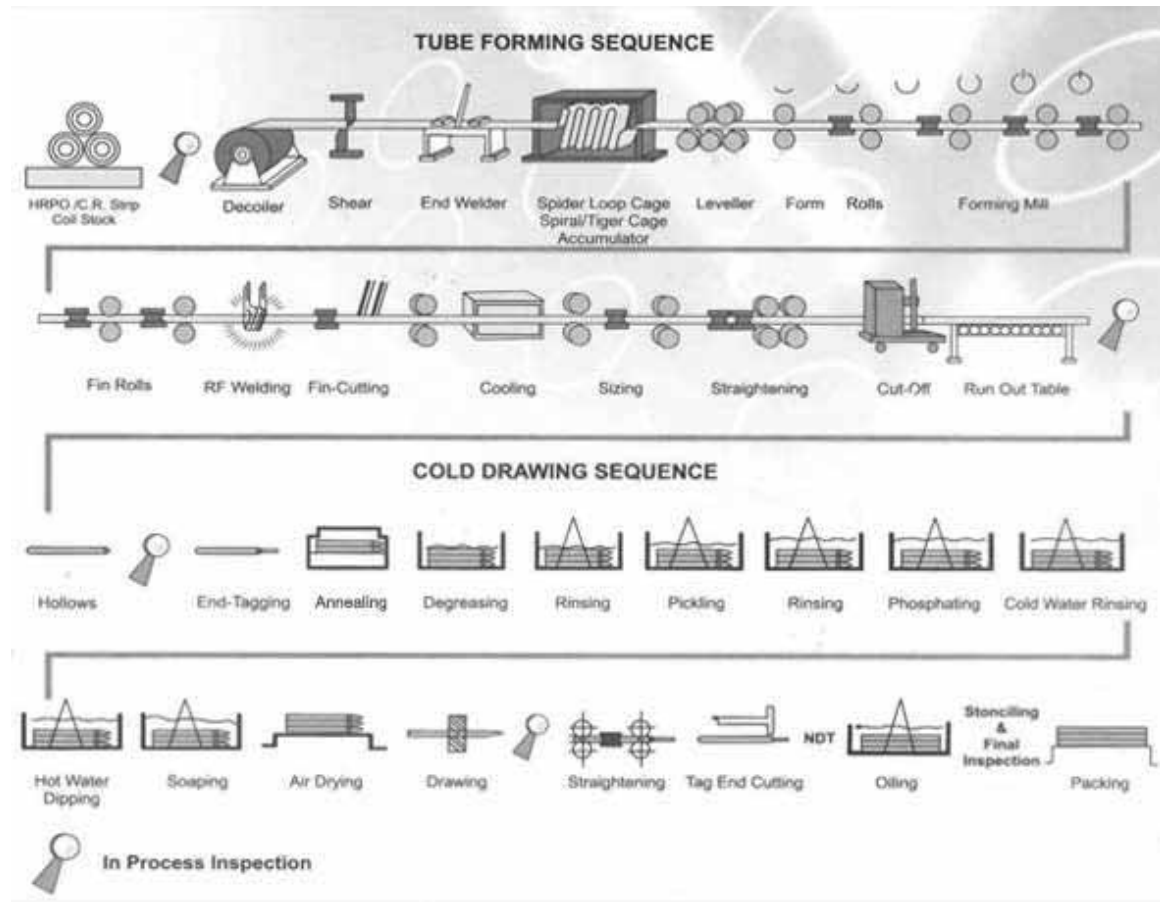 TUBE FORMING SEQUENCE
HRPO /C.R. Strip
Coil Stock
Decoiler
Shear
End Welder
Spider Loop Cage
Spiral/Tiger Cage
Accumulator
Leveller
Form Rolls
Forming Mill
Fin Rolls
RF Welding
Fin-Cutting
Cooling
Sizing
Straightening
Cut-Off
Run Out Table
COLD DRAWING SEQUENCE
Hollows
End-Tagging
Annealing
Degreasing
Rinsing
Pickling
Rinsing
Phosphating
Cold Water Rinsing
Hot Water
Dipping
Soaping
Air Drying
Drawing
Straightening
Tag End Cutting
NDT
Oiling
Stoncilling
&
Final
Inspection
Packing
In Process Inspection